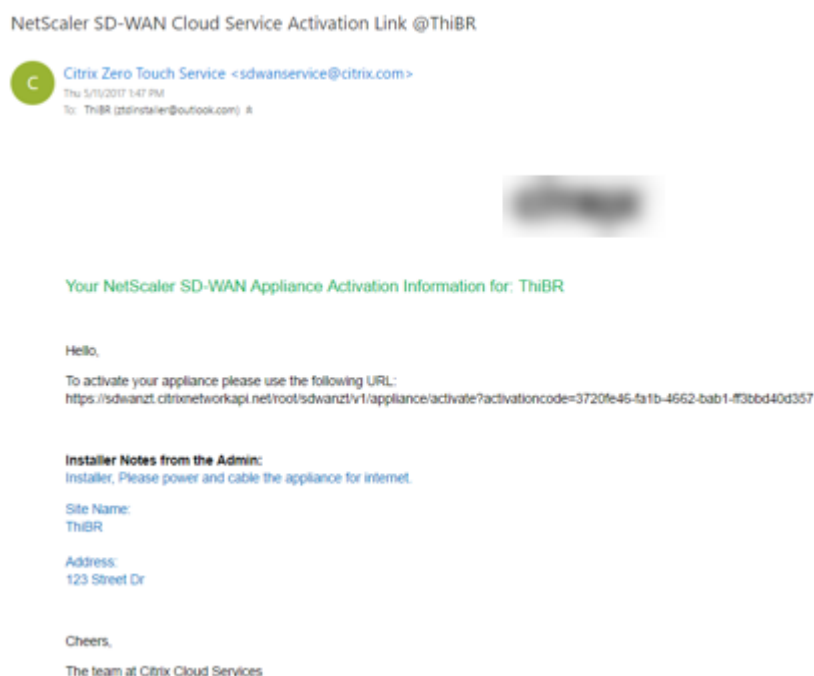 NetScaler SD-WAN Cloud Service Activation Link @ThiBR
C
Citrix Zero Touch Service <sdwanservice@citrix.com>
Thu 5/11/2017 1:47 PM
To: ThiBR (ztdinstaller@outlook.com)
Your NetScaler SD-WAN Appliance Activation Information for: ThiBR
Hello,
To activate your appliance please use the following URL:
https://sdwanzt.citrixnetworkapi.net/root/sdwanzt/v1/appliance/activate?activationcode=3720fe46-fa1b-4662-bab1-ff3bbd40d357
Installer Notes from the Admin:
Installer, Please power and cable the appliance for internet.
Site Name:
ThiBR
Address:
123 Street Dr
Cheers,
The team at Citrix Cloud Services